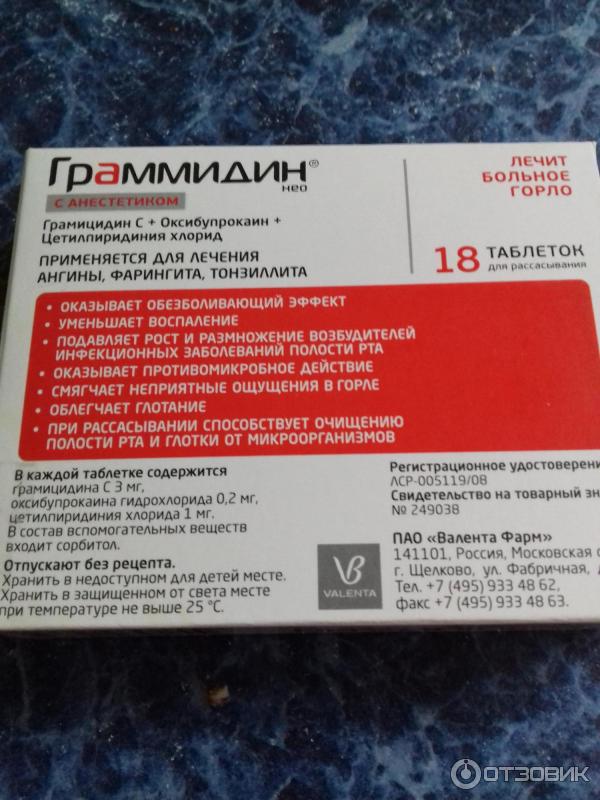 Граммидин®
нео
С АНЕСТЕТИКОМ
Грамицидин С + Оксибупрокаин +
Цетилпиридиния хлорид
ПРИМЕНЯЕТСЯ ДЛЯ ЛЕЧЕНИЯ
АНГИНЫ, ФАРИНГИТА, ТОНЗИЛЛИТА
ЛЕЧИТ
БОЛЬНОЕ
ГОРЛО
18 ТАБЛЕТОК
для рассасывания
• ОКАЗЫВАЕТ ОБЕЗБОЛИВАЮЩИЙ ЭФФЕКТ
• УМЕНЬШАЕТ ВОСПАЛЕНИЕ
• ПОДАВЛЯЕТ РОСТ И РАЗМНОЖЕНИЕ ВОЗБУДИТЕЛЕЙ
ИНФЕКЦИОННЫХ ЗАБОЛЕВАНИЙ ПОЛОСТИ РТА
• ОКАЗЫВАЕТ ПРОТИВОМИКРОБНОЕ ДЕЙСТВИЕ
• СМЯГЧАЕТ НЕПРИЯТНЫЕ ОЩУЩЕНИЯ В ГОРЛЕ
• ОБЛЕГЧАЕТ ГЛОТАНИЕ
• ПРИ РАССАСЫВАНИИ СПОСОБСТВУЕТ ОЧИЩЕНИЮ
ПОЛОСТИ РТА И ГЛОТКИ ОТ МИКРООРГАНИЗМОВ
В каждой таблетке содержится
грамицидина С 3 мг,
оксибупрокаина гидрохлорида 0,2 мг,
цетилпиридиния хлорида 1 мг.
В состав вспомогательных веществ
входит сорбитол.
Отпускают без рецепта.
Хранить в недоступном для детей месте.
Хранить в защищенном от света месте
при температуре не выше 25 °С.
VALENTA
Регистрационное удостоверени
ЛСР-005119/08
Свидетельство на товарный зн
№ 249038
ПАО «Валента Фарм»
141101, Россия, Московская о
г. Щелково, ул. Фабричная, д
Тел. +7 (495) 933 48 62,
факс +7 (495) 933 48 63.
ОТЗОВИК